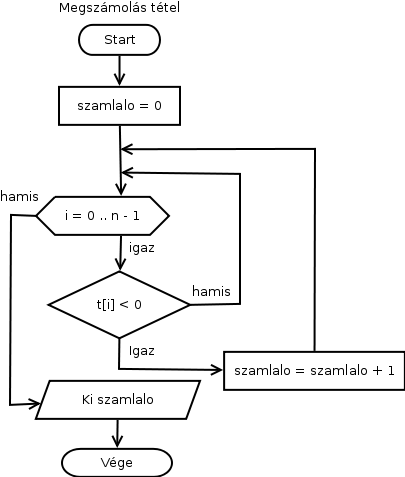 Megszámolás tétel
Start
szamlalo = 0
hamis
i = 0 .. n - 1
igaz
t[i] < 0
hamis
Igaz
szamlalo = szamlalo + 1
Ki szamlalo
Vége